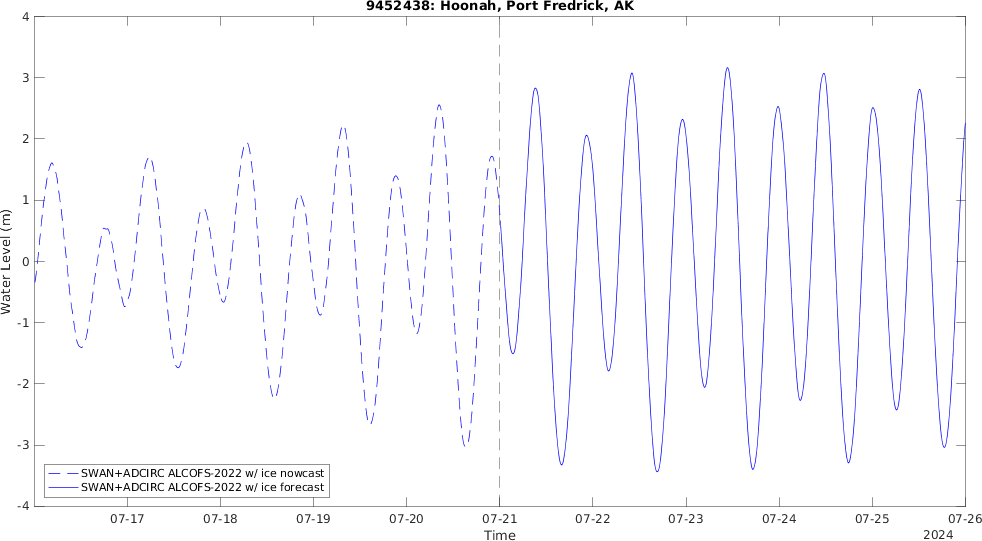 9452438: Hoonah, Port Fredrick, AK
4
3
2
1
0
-1
-2
-3
-4
Water Level (m)
SWAN+ADCIRC ALCOFS-2022 w/ ice nowcast
SWAN+ADCIRC ALCOFS-2022 w/ ice forecast
07-17 07-18 07-19 07-20 07-21 07-22 07-23 07-24 07-25 07-26
Time
2024